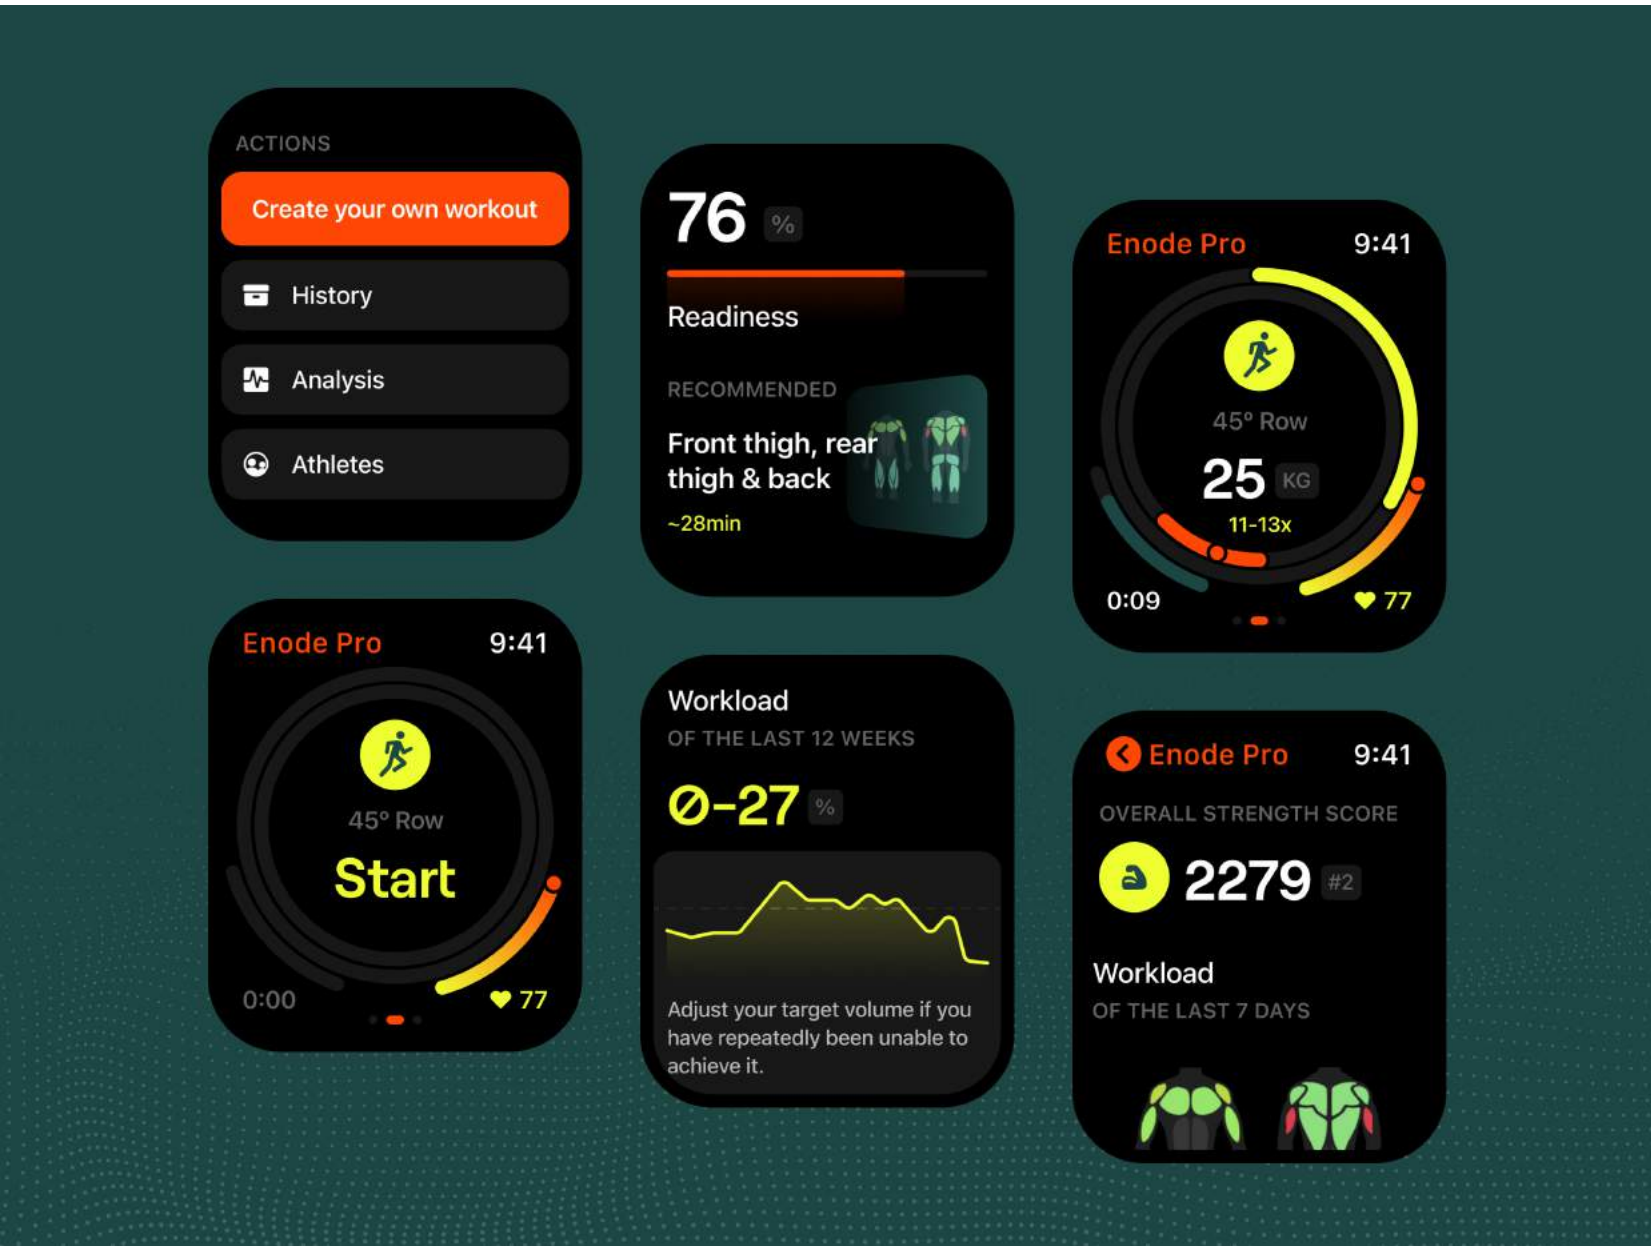 ACTIONS
Create your own workout
History
Analysis
Athletes
76 %
Readiness
RECOMMENDED
Front thigh, rear
thigh & back
~28min
Enode Pro 9:41
45° Row
25 KG
11-13x
0:09 77
Enode Pro 9:41
45° Row
Start
0:00 77
Workload
OF THE LAST 12 WEEKS
Ø-27 %
Adjust your target volume if you
have repeatedly been unable to
achieve it.
Enode Pro 9:41
OVERALL STRENGTH SCORE
2279 #2
Workload
OF THE LAST 7 DAYS